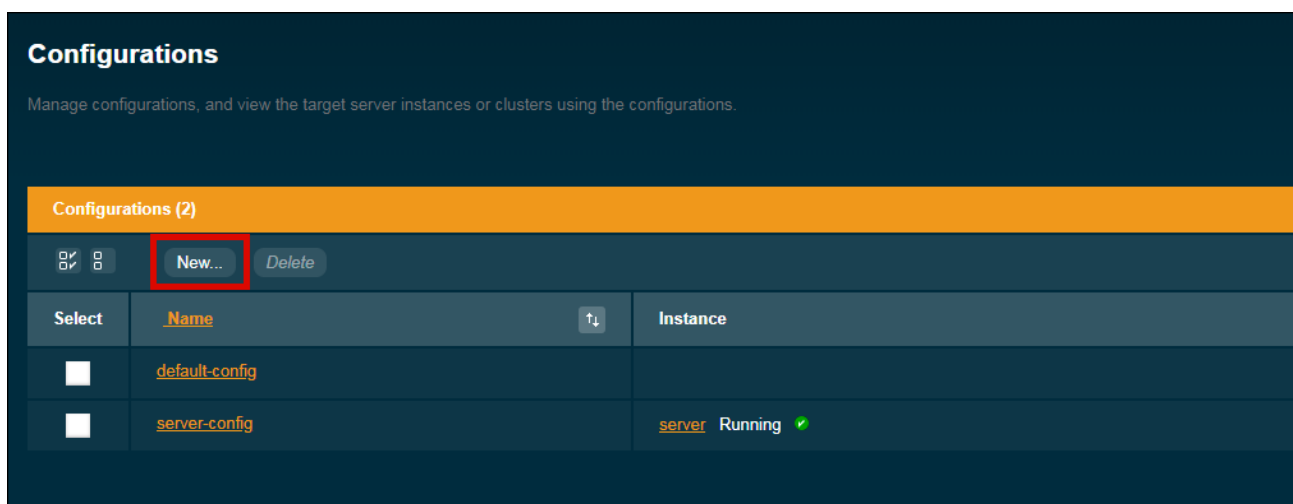 Configurations
Manage configurations, and view the target server instances or clusters using the configurations.
Configurations (2)
New... Delete
Select Name Instance
default-config
server-config server Running